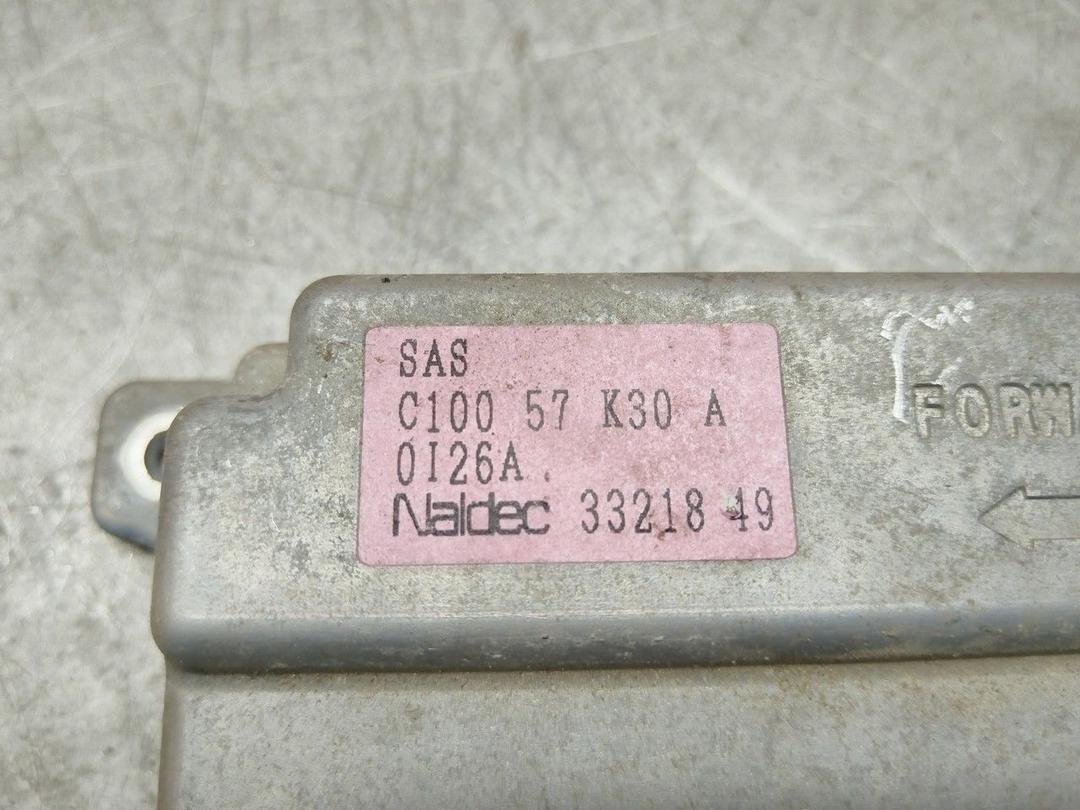 SAS
C100 57 K30 A
0I26A
Naldec 33218 49
FORW